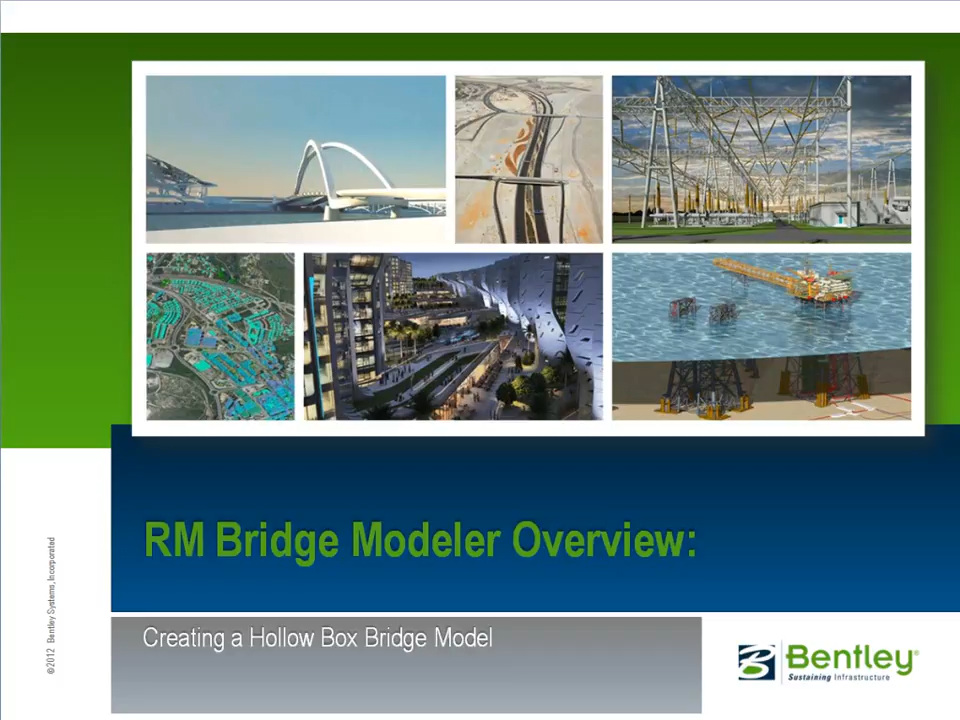 RM Bridge Modeler Overview:
Creating a Hollow Box Bridge Model
©2012 Bentley Systems, Incorporated
Bentley®
Sustaining Infrastructure